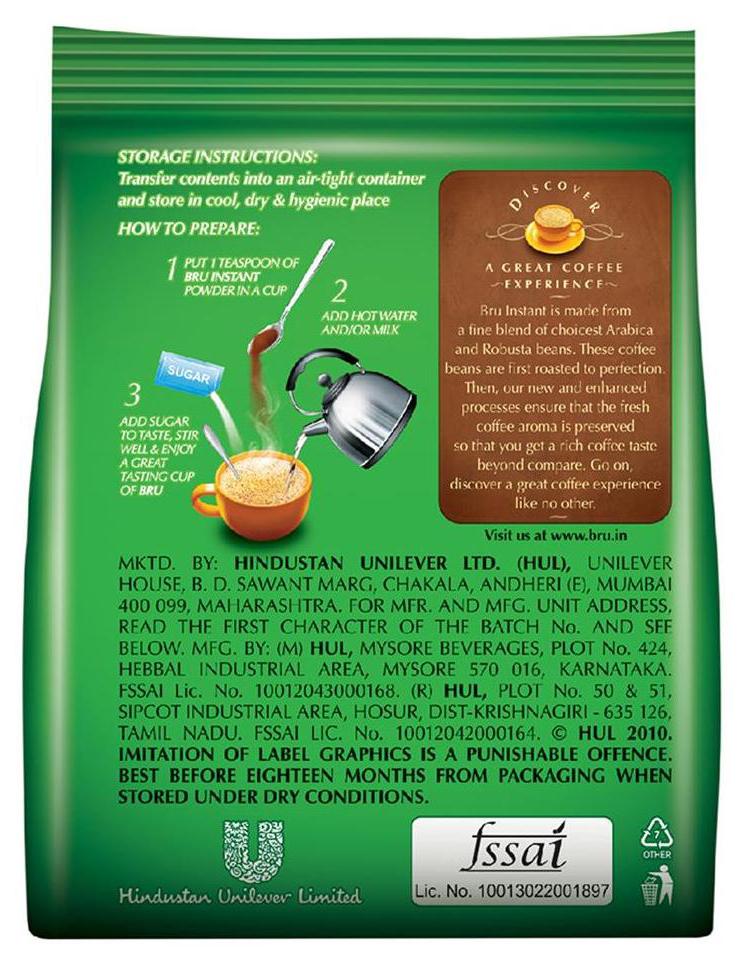 STORAGE INSTRUCTIONS:
Transfer contents into an air-tight container
and store in cool, dry & hygienic place
HOW TO PREPARE:
1 PUT 1 TEASPOON OF
BRU INSTANT
POWDER IN A CUP
2
ADD HOT WATER
AND/OR MILK
SUGAR
3
ADD SUGAR
TO TASTE, STIR
WELL & ENJOY
A GREAT
TASTING CUP
OF BRU
DISCOVER
A GREAT COFFEE
EXPERIENCE
Bru Instant is made from
a fine blend of choicest Arabica
and Robusta beans. These coffee
beans are first roasted to perfection.
Then, our new and enhanced
processes ensure that the fresh
coffee aroma is preserved
so that you get a rich coffee taste
beyond compare. Go on,
discover a great coffee experience
like no other.
Visit us at www.bru.in
MKTD. BY: HINDUSTAN UNILEVER LTD. (HUL), UNILEVER
HOUSE, B. D. SAWANT MARG, CHAKALA, ANDHERI (E), MUMBAI
400 099, MAHARASHTRA. FOR MFR. AND MFG. UNIT ADDRESS,
READ THE FIRST CHARACTER OF THE BATCH No. AND SEE
BELOW. MFG. BY: (M) HUL, MYSORE BEVERAGES, PLOT No. 424,
HEBBAL INDUSTRIAL AREA, MYSORE 570 016, KARNATAKA.
FSSAI Lic. No. 10012043000168. (R) HUL, PLOT No. 50 & 51,
SIPCOT INDUSTRIAL AREA, HOSUR, DIST-KRISHNAGIRI - 635 126,
TAMIL NADU. FSSAI LIC. No. 10012042000164. © HUL 2010.
IMITATION OF LABEL GRAPHICS IS A PUNISHABLE OFFENCE.
BEST BEFORE EIGHTEEN MONTHS FROM PACKAGING WHEN
STORED UNDER DRY CONDITIONS.
Hindustan Unilever Limited
fssai
Lic. No. 10013022001897
7
OTHER